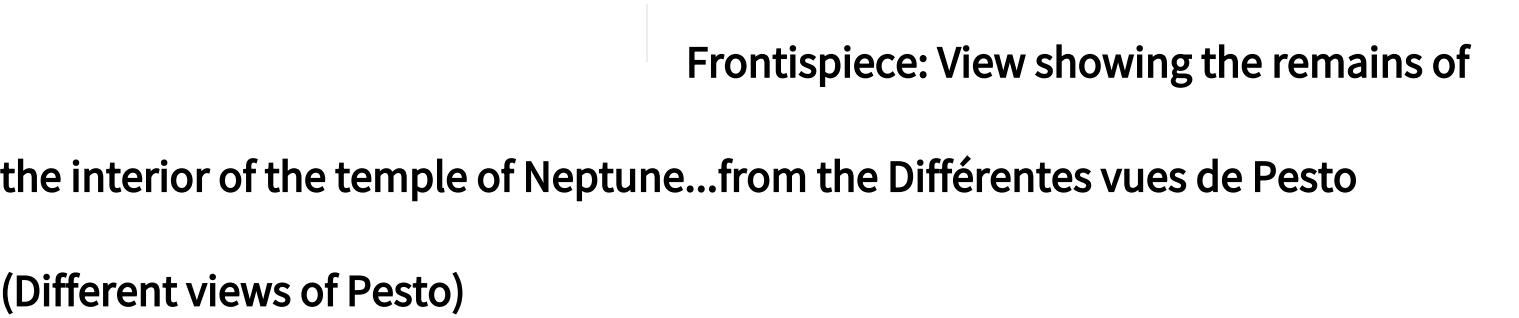 Frontispiece: View showing the remains of
the interior of the temple of Neptune...from the Différentes vues de Pesto
(Different views of Pesto)